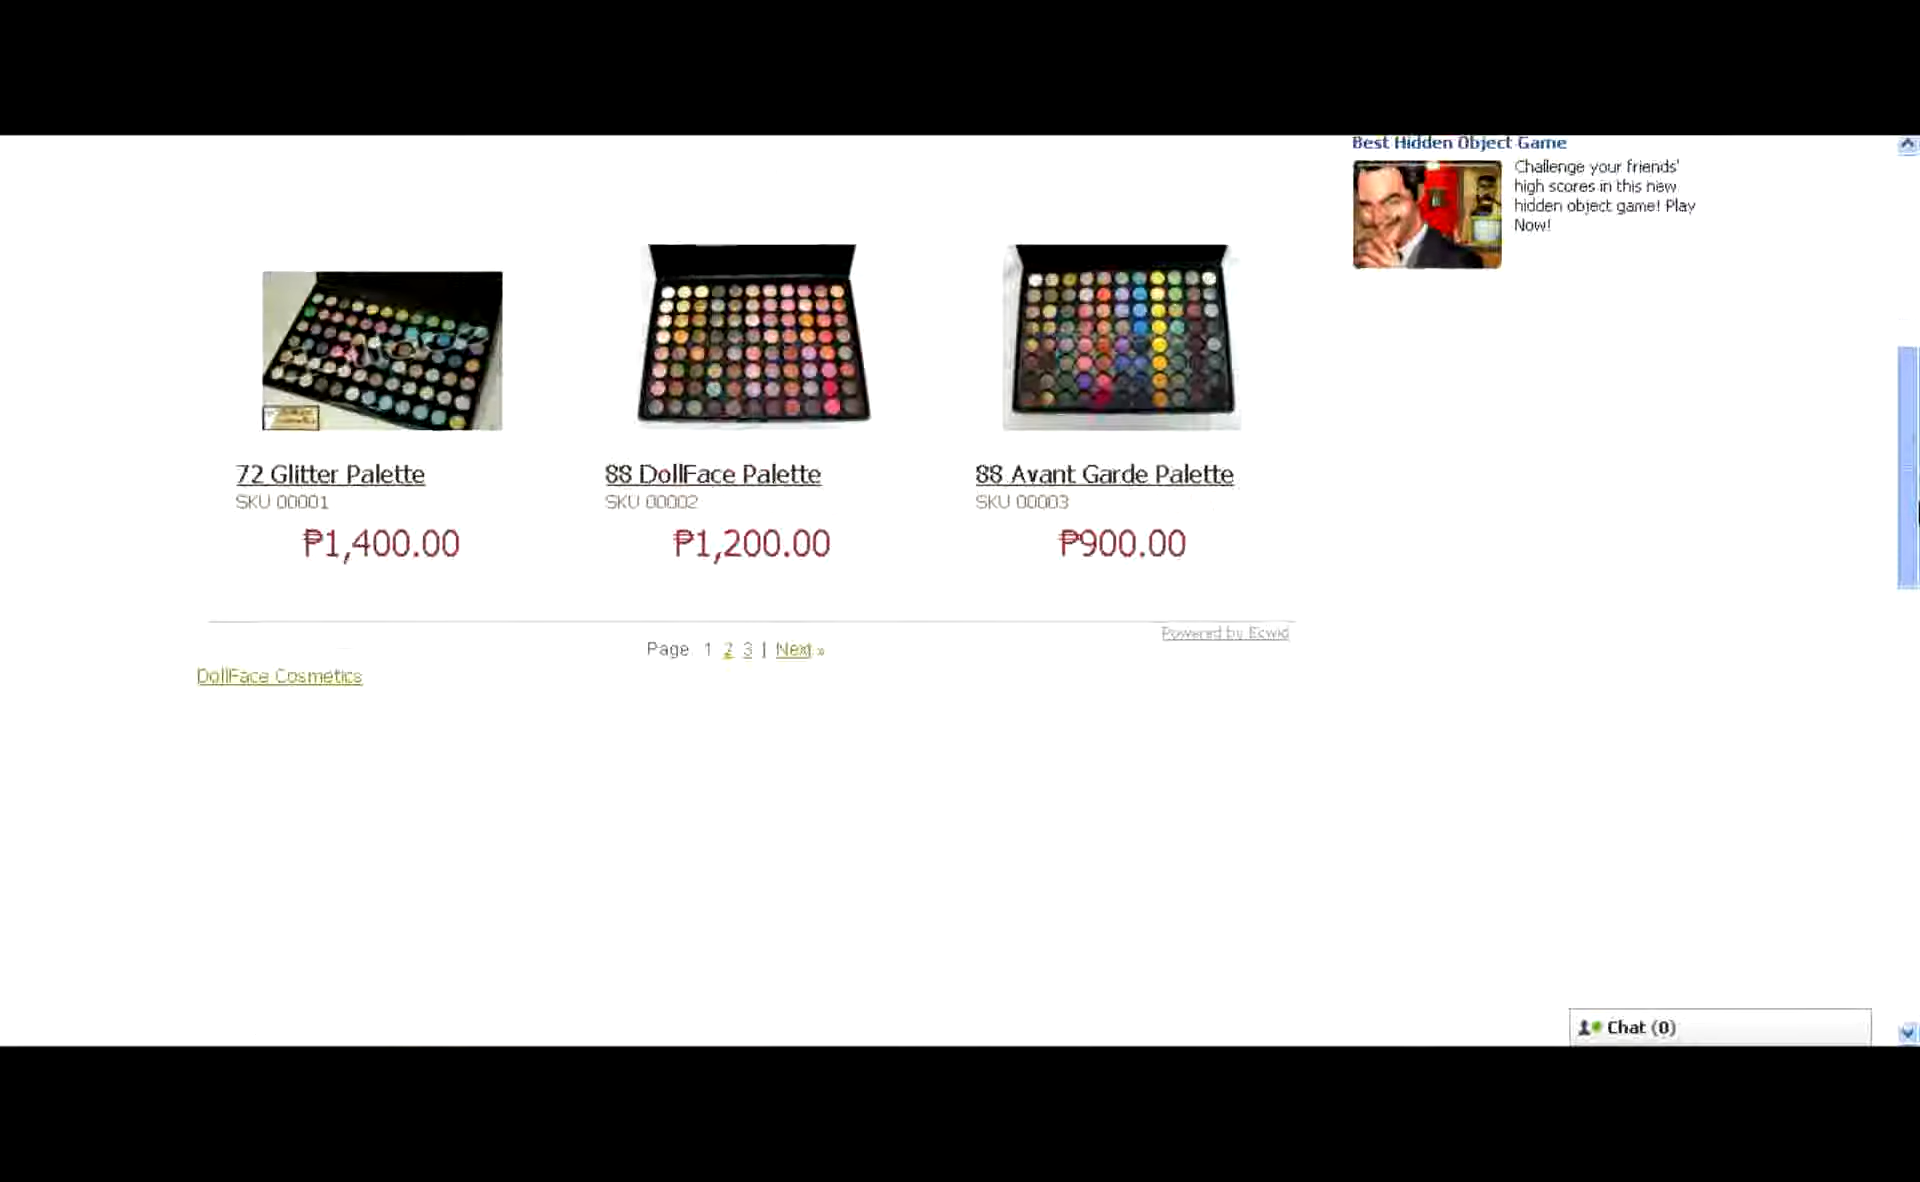 Best Hidden Object Game
Challenge your friends'
high scores in this new
hidden object game! Play
Now!
72 Glitter Palette
SKU 00001
₱1,400.00
88 DollFace Palette
SKU 00002
₱1,200.00
88 Avant Garde Palette
SKU 00003
₱900.00
Powered by Ecwid
Page: 1 2 3 | Next »
DollFace Cosmetics
Chat (0)